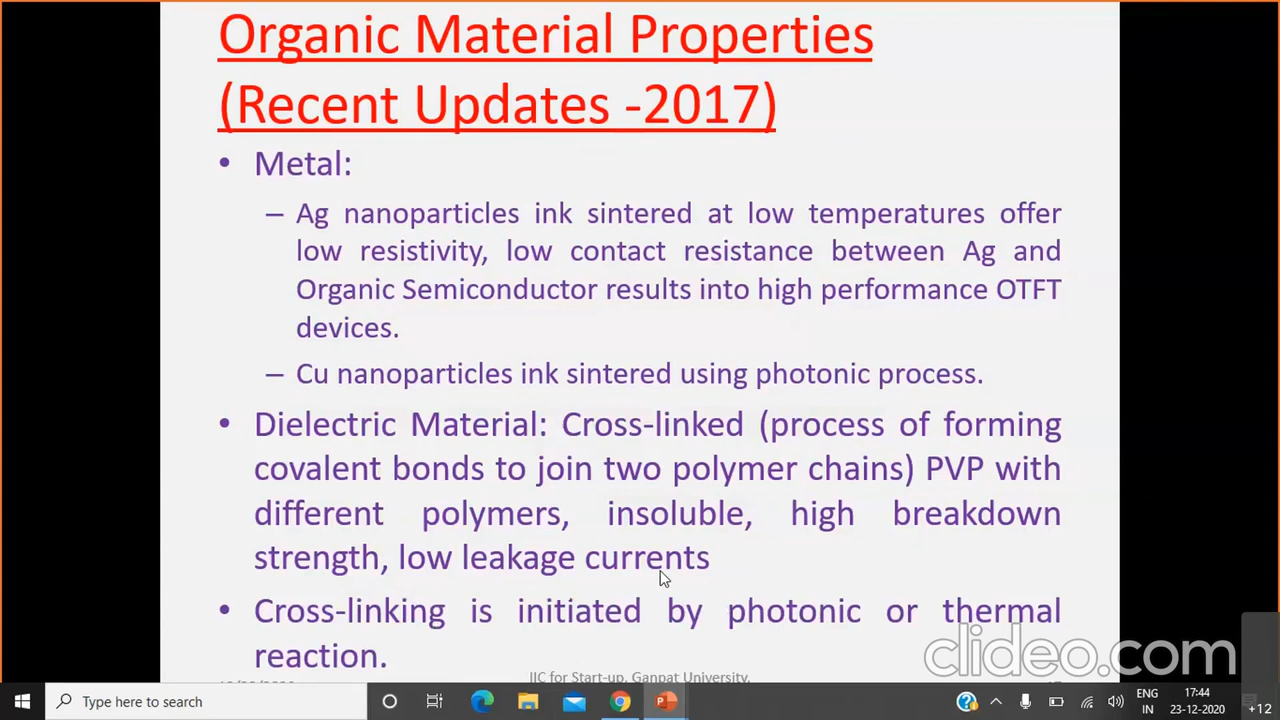 Organic Material Properties
(Recent Updates -2017)
• Metal:
– Ag nanoparticles ink sintered at low temperatures offer
low resistivity, low contact resistance between Ag and
Organic Semiconductor results into high performance OTFT
devices.
– Cu nanoparticles ink sintered using photonic process.
• Dielectric Material: Cross-linked (process of forming
covalent bonds to join two polymer chains) PVP with
different polymers, insoluble, high breakdown
strength, low leakage currents
• Cross-linking is initiated by photonic or thermal
reaction.
clideo.com
IIC for Start-up, Ganpat University,
Type here to search
ENG
IN
17:44
23-12-2020
+12